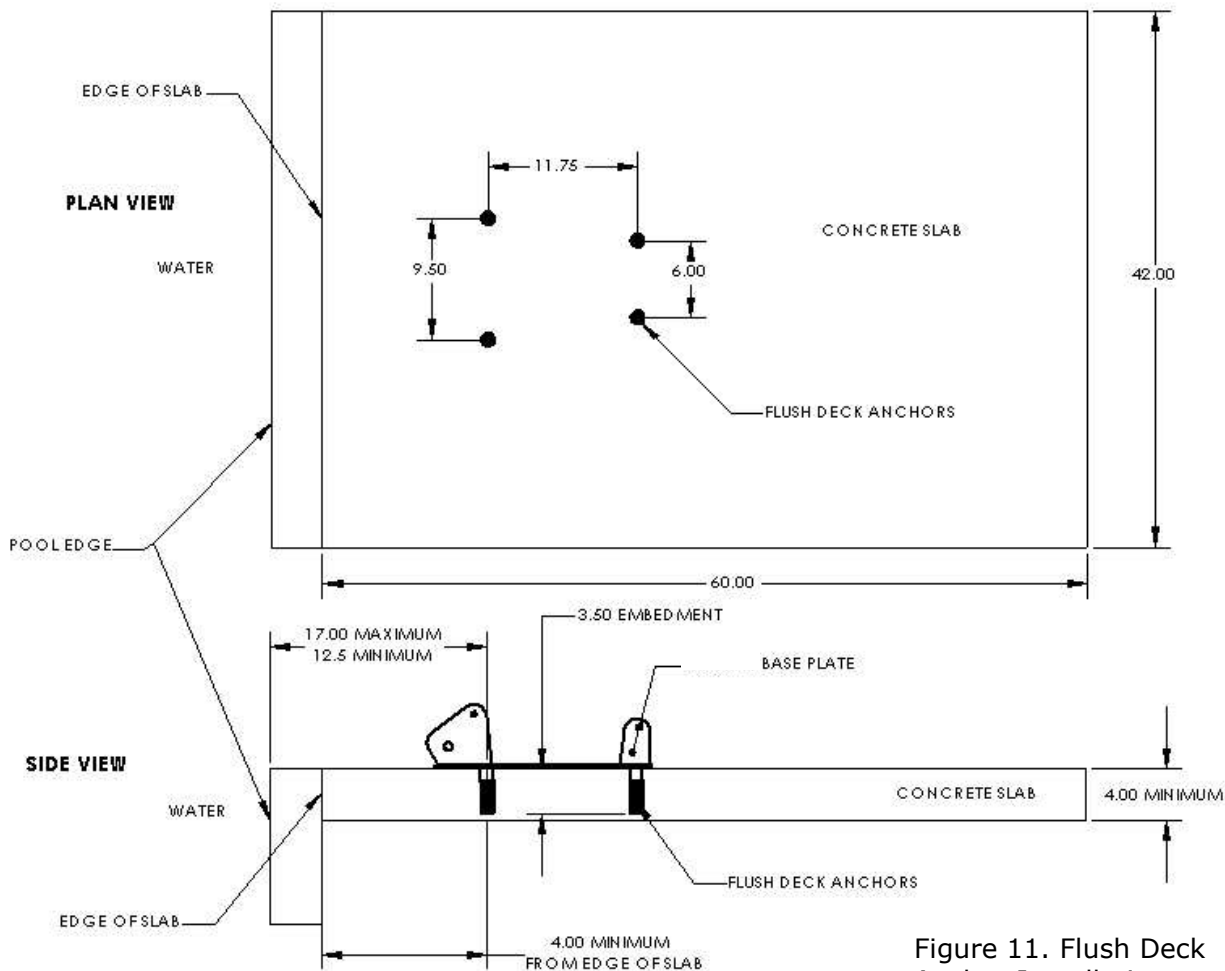 EDGE OF SLAB
11.75
PLAN VIEW
CONCRETE SLAB
WATER
9.50
6.00
42.00
FLUSH DECK ANCHORS
POOL EDGE
60.00
3.50 EMBEDMENT
17.00 MAXIMUM
12.5 MINIMUM
BASE PLATE
SIDE VIEW
CONCRETE SLAB
4.00 MINIMUM
WATER
FLUSH DECK ANCHORS
EDGE OF SLAB
4.00 MINIMUM
FROM EDGE OF SLAB
Figure 11. Flush Deck